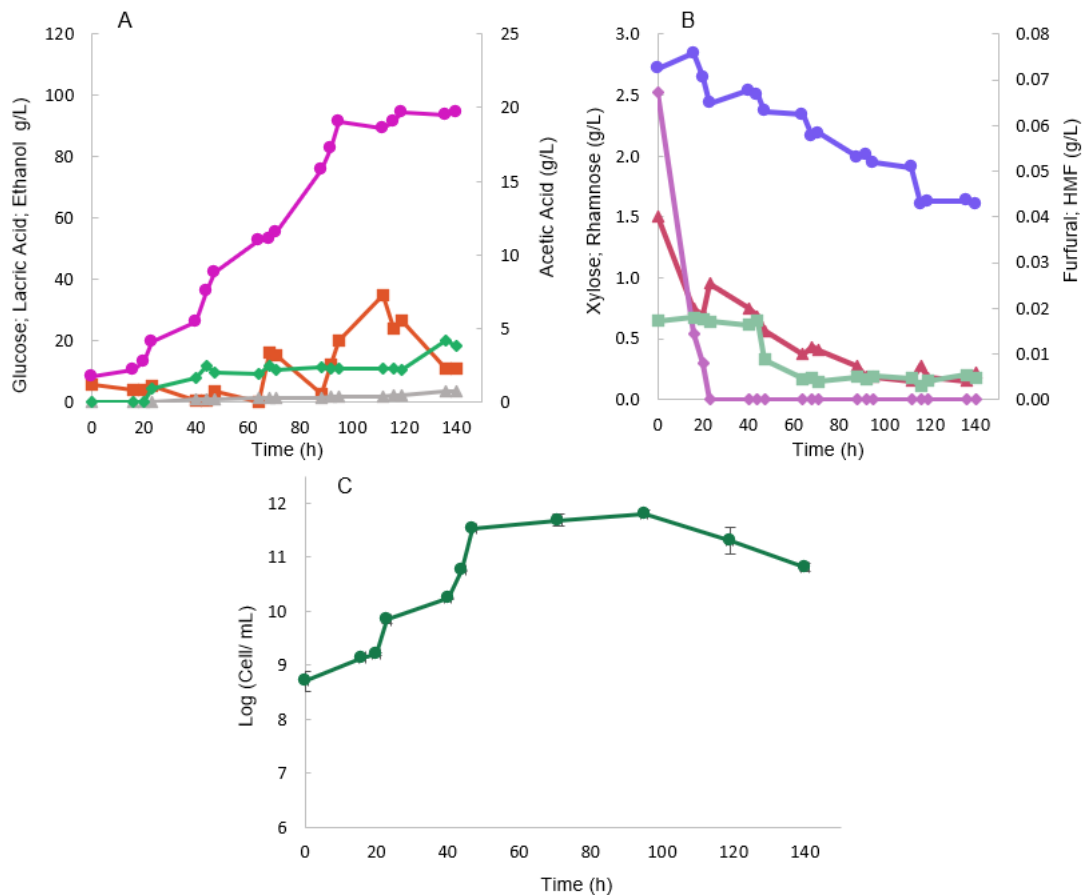 A
Glucose; Lacric Acid; Ethanol g/L
120
100
80
60
40
20
0
25
20
15
10
5
0
Acetic Acid (g/L)
0 20 40 60 80 100 120 140
Time (h)
B
Xylose; Rhamnose (g/L)
3.0
2.5
2.0
1.5
1.0
0.5
0.0
0.08
0.07
0.06
0.05
0.04
0.03
0.02
0.01
0.00
Furfural; HMF (g/L)
0 20 40 60 80 100 120 140
Time (h)
C
Log (Cell/ mL)
12
11
10
9
8
7
6
0 20 40 60 80 100 120 140
Time (h)